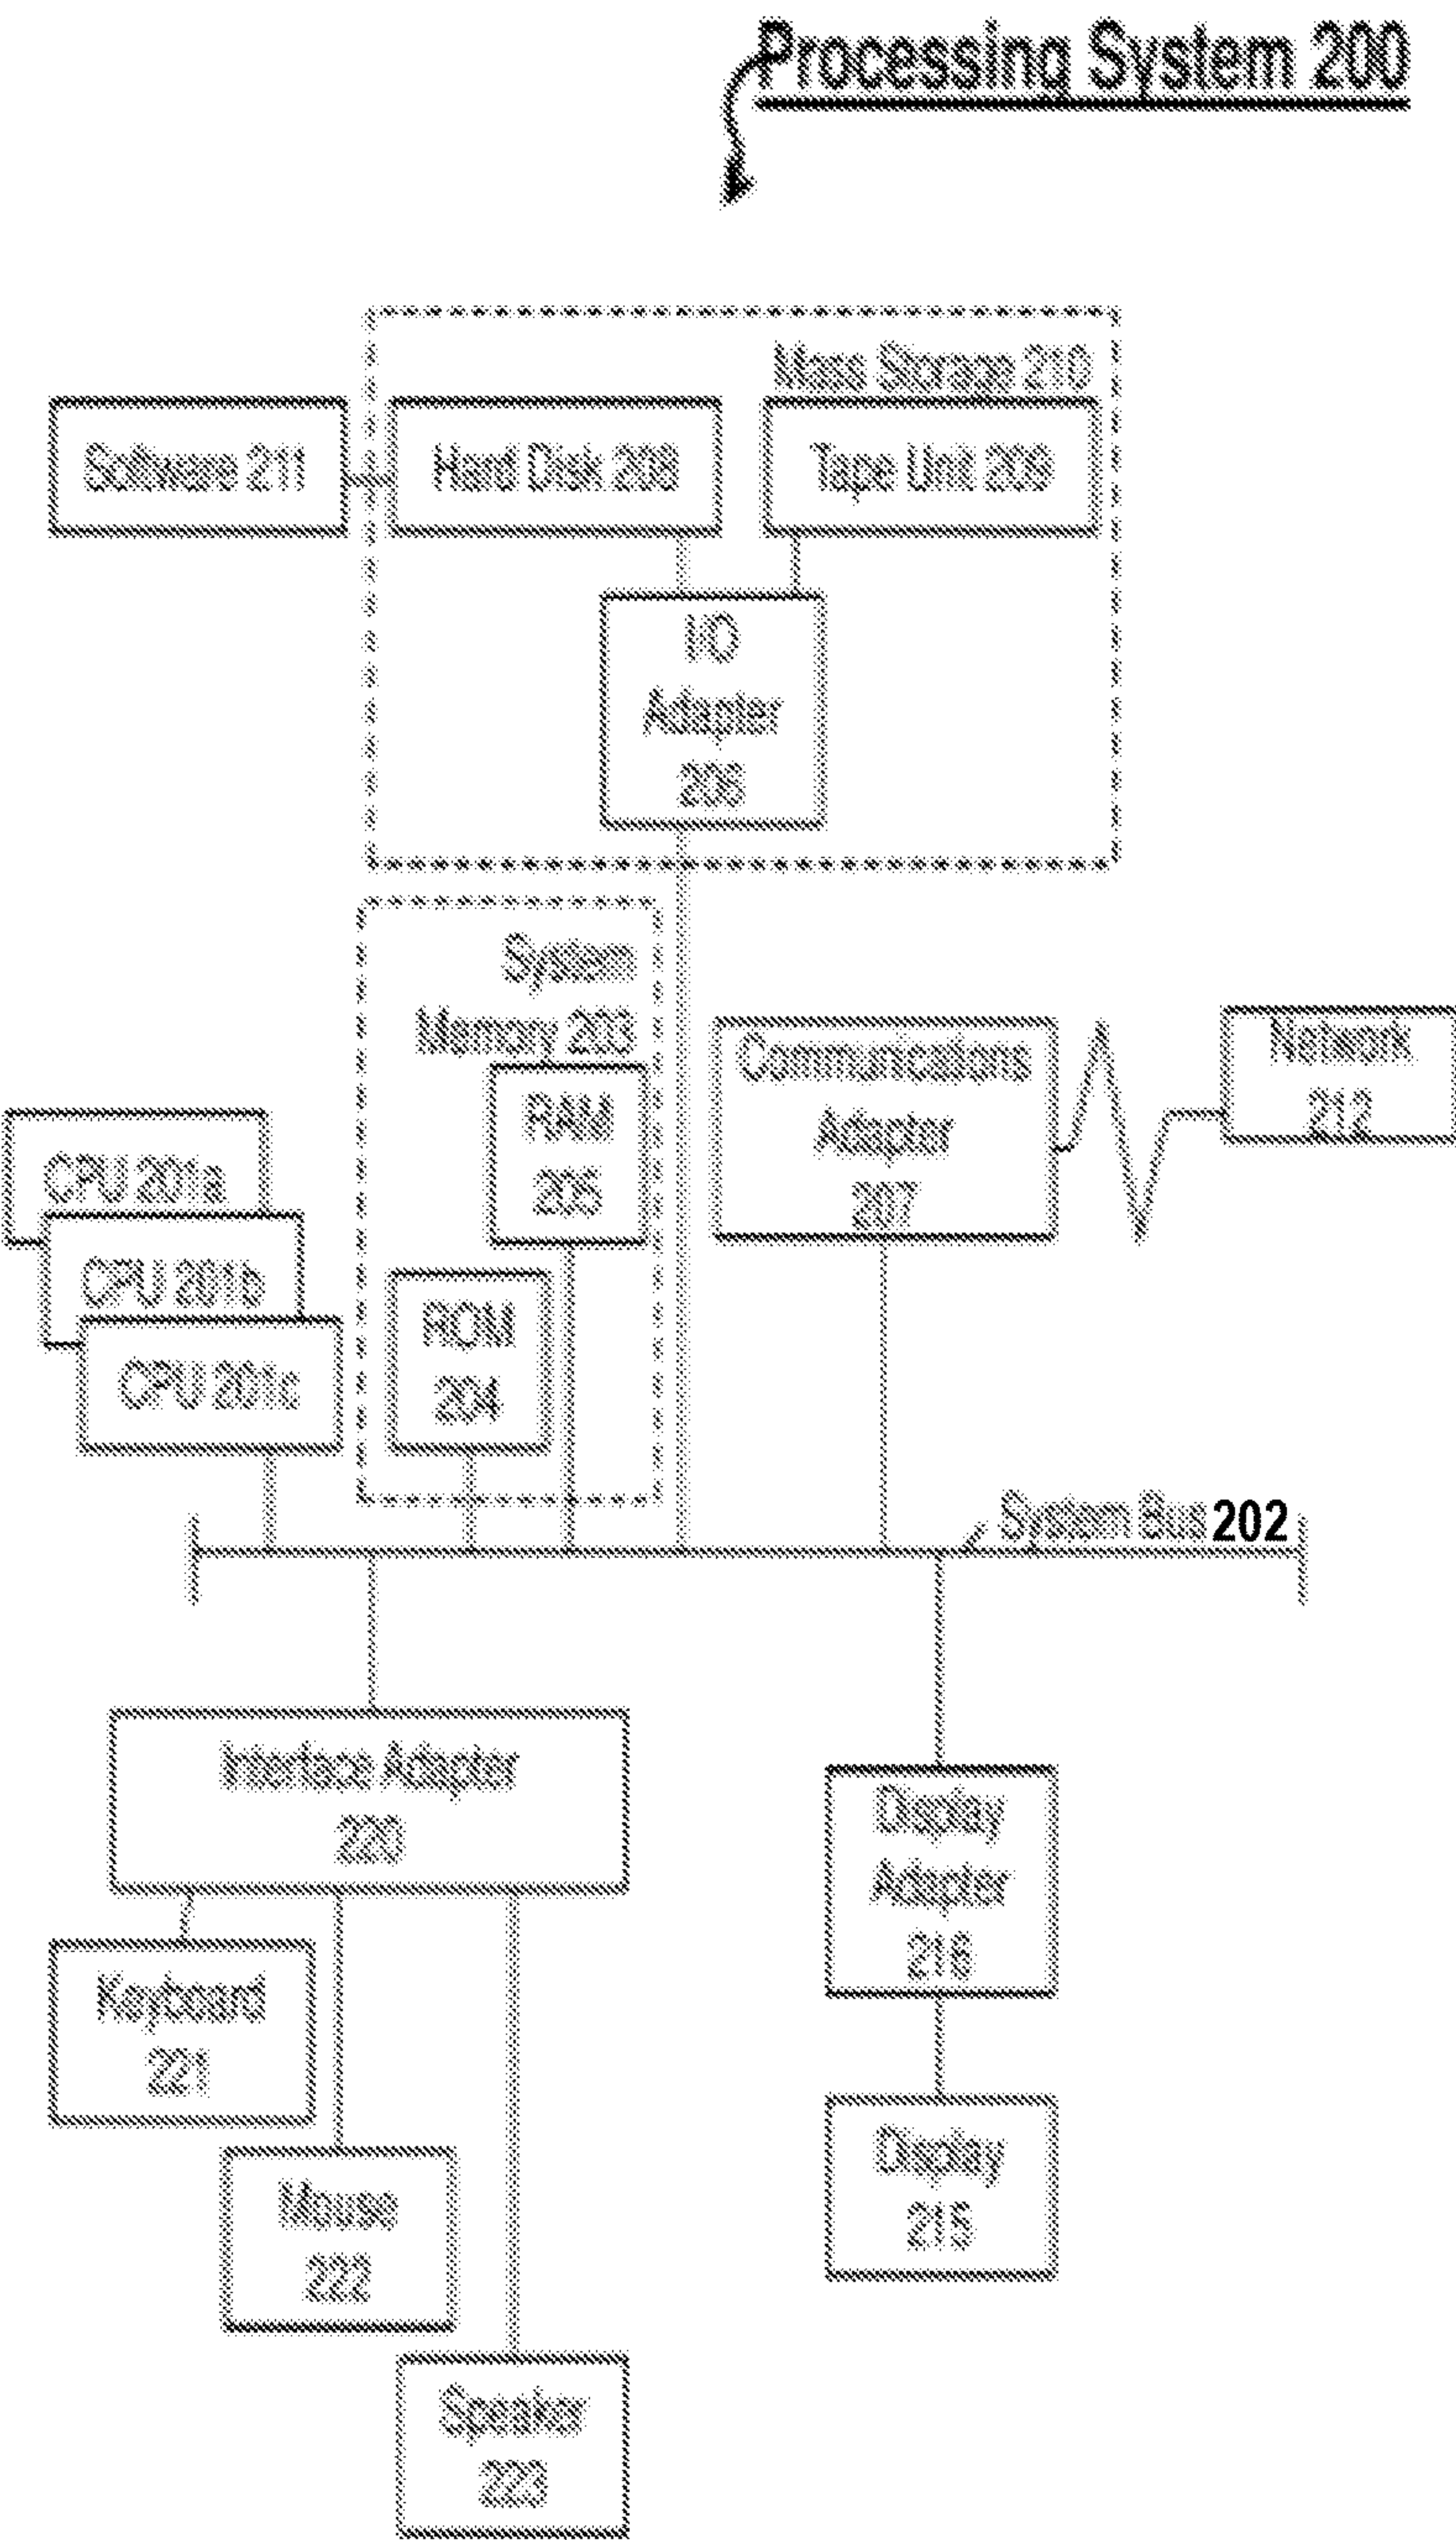 Processing System 200
Mass Storage 210
Software 211
Hard Disk 208
Tape Unit 209
I/O
Adapter
206
System
Memory 203
RAM
205
ROM
204
Communications
Adapter
207
Network
212
CPU 201a
CPU 201b
CPU 201c
System Bus 202
Interface Adapter
220
Display
Adapter
216
Keyboard
221
Mouse
222
Speaker
223
Display
215